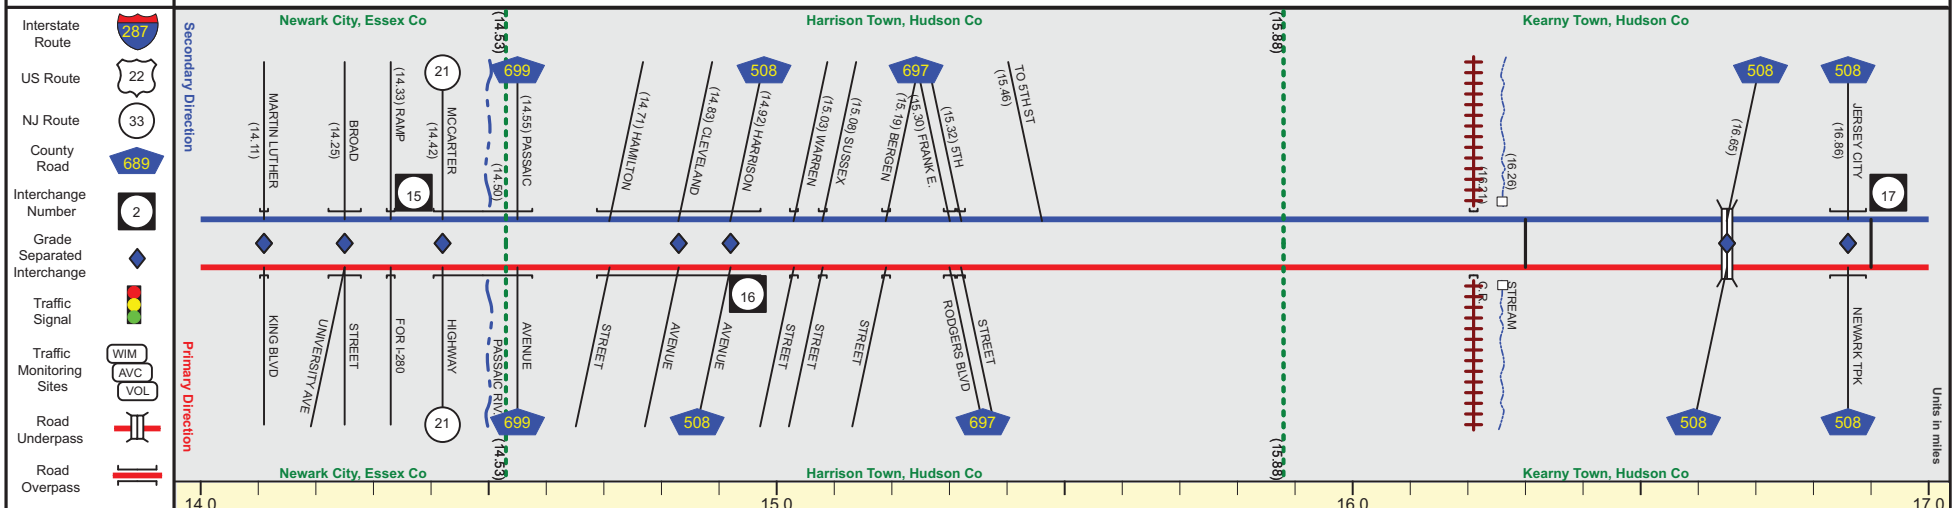 Interstate
Route
287
US Route
22
NJ Route
33
County
Road
689
Interchange
Number
2
Grade
Separated
Interchange
Traffic
Signal
Traffic
Monitoring
Sites
WIM
AVC
VOL
Road
Underpass
Road
Overpass
Secondary Direction
Primary Direction
Newark City, Essex Co
(14.53)
Harrison Town, Hudson Co
(15.88)
Kearny Town, Hudson Co
MARTIN LUTHER
(14.11)
BROAD
(14.25)
(14.33) RAMP
15
21
MCCARTER
(14.42)
(14.50)
699
(14.55) PASSAIC
(14.71) HAMILTON
(14.83) CLEVELAND
508
(14.92) HARRISON
(15.03) WARREN
(15.08) SUSSEX
697
(15.19) BERGEN
(15.30) FRANK E.
(15.32) 5TH
TO 5TH ST
(15.46)
(16.21)
(16.26)
508
(16.65)
508
JERSEY CITY
(16.86)
17
KING BLVD
UNIVERSITY AVE
STREET
FOR I-280
HIGHWAY
21
PASSAIC RIV.
AVENUE
699
STREET
AVENUE
508
AVENUE
16
STREET
STREET
STREET
RODGERS BLVD
STREET
697
C.R.
STREAM
508
NEWARK TPK
508
Units in miles
Newark City, Essex Co
(14.53)
Harrison Town, Hudson Co
(15.88)
Kearny Town, Hudson Co
14.0
15.0
16.0
17.0